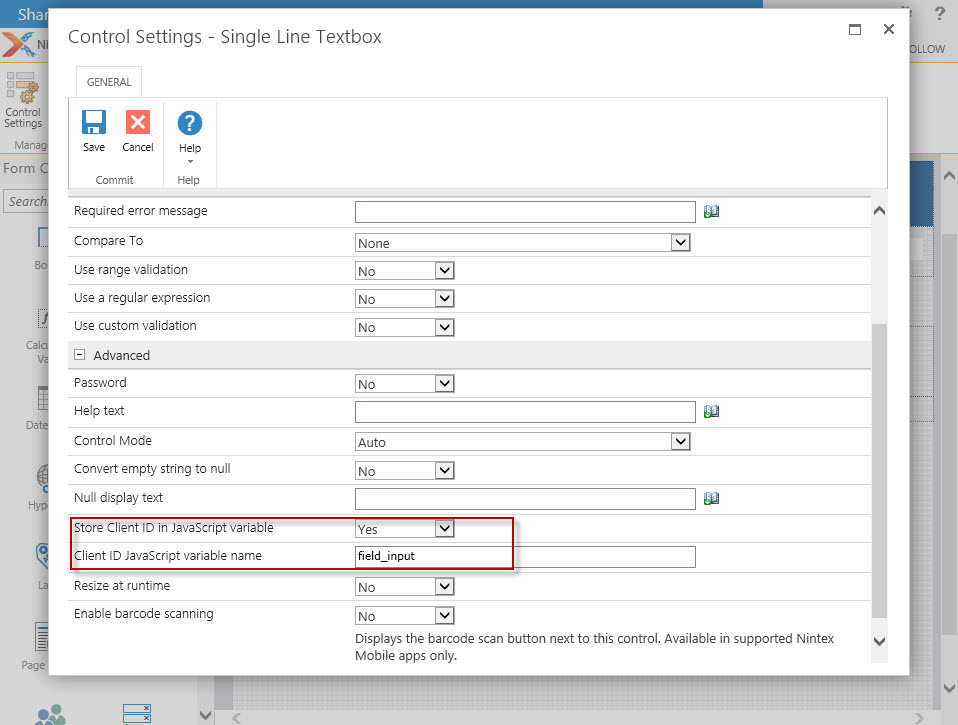 Shar
?
Control Settings - Single Line Textbox
Ni
OLLOW
GENERAL
Control
Settings
Save
Cancel
Help
Manag
Commit
Help
Form C
Search
Required error message
Compare To
None
Use range validation
No
Use a regular expression
No
Use custom validation
No
Advanced
Password
No
Help text
Control Mode
Auto
Convert empty string to null
No
Null display text
Store Client ID in JavaScript variable
Yes
Client ID JavaScript variable name
field_input
Resize at runtime
No
Enable barcode scanning
No
Displays the barcode scan button next to this control. Available in supported Nintex
Mobile apps only.
Bo
Calcu
Va
Date
Hype
La
Page